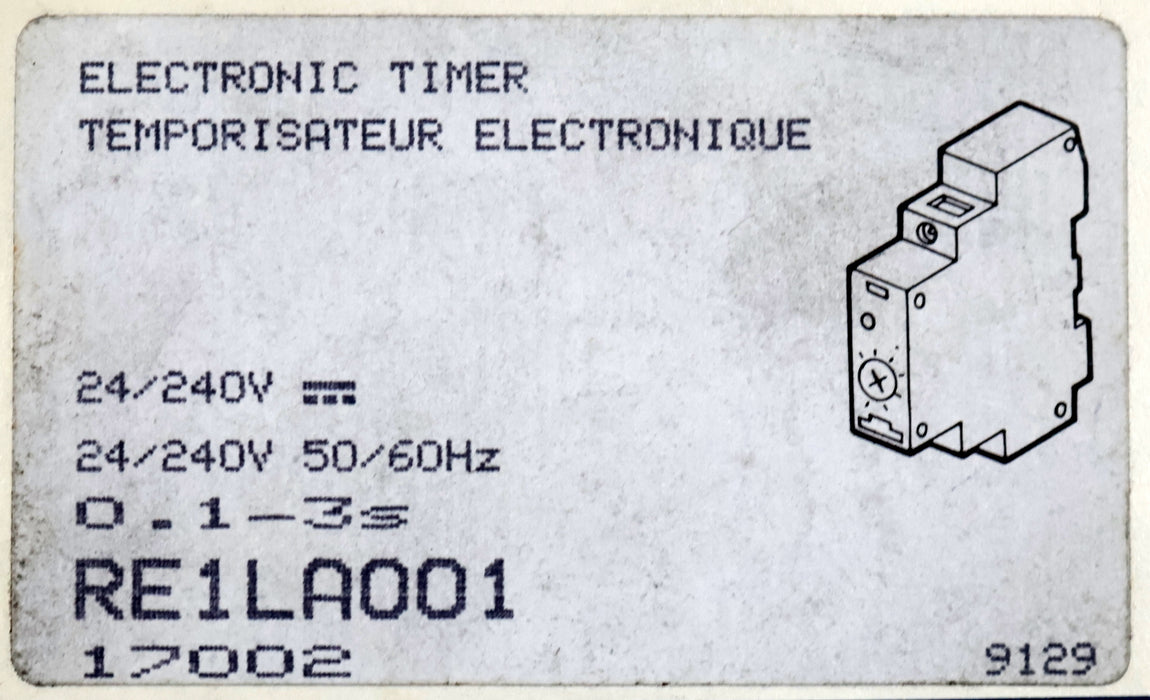 ELECTRONIC TIMER
TEMPORISATEUR ELECTRONIQUE
24/240V ⎓
24/240V 50/60Hz
0.1-3s
RE1LA001
17002
9129